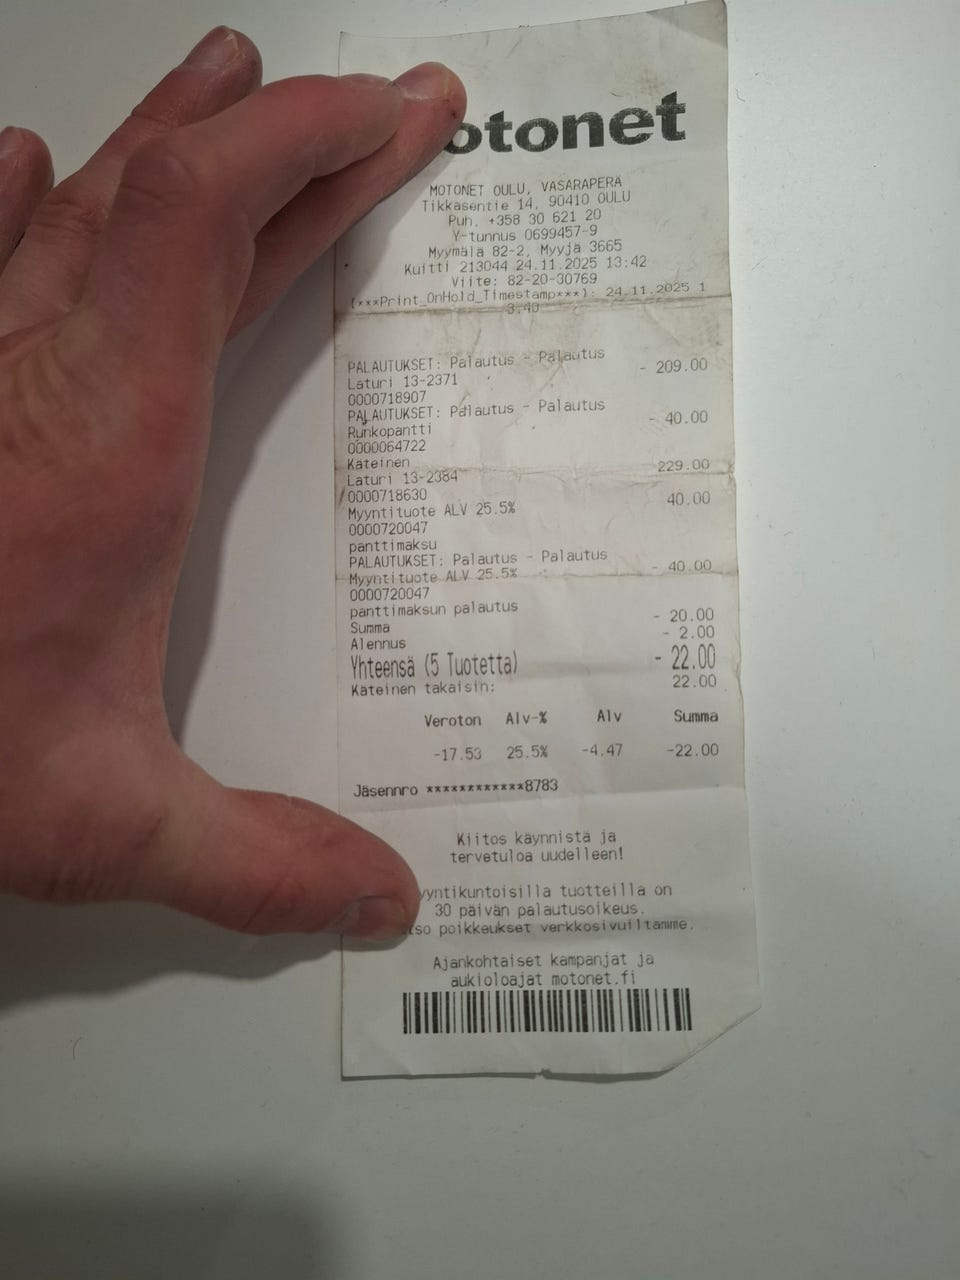 otonet
MOTONET OULU, VASARAPERÄ
Tikkasentie 14, 90410 OULU
Puh. +358 30 621 20
Y-tunnus 0699457-9
Myymälä 82-2, Myyjä 3665
Kuitti 213044 24.11.2025 13:42
Viite: 82-20-30769
(***Print_OnHold_Timestamp***): 24.11.2025 1
3.40
PALAUTUKSET: Palautus - Palautus - 209.00
Laturi 13-2371
0000718907
PALAUTUKSET: Palautus - Palautus - 40.00
Runkopantti
0000064722
Käteinen 229.00
Laturi 13-2384
0000718630
Myyntituote ALV 25.5% 40.00
0000720047
panttimaksu
PALAUTUKSET: Palautus - Palautus - 40.00
Myyntituote ALV 25.5%
0000720047
panttimaksun palautus
Summa - 20.00
Alennus - 2.00
Yhteensä (5 Tuotetta) - 22.00
Käteinen takaisin: 22.00
Veroton Alv-% Alv Summa
-17.53 25.5% -4.47 -22.00
Jäsennro ************8783
Kiitos käynnistä ja
tervetuloa uudelleen!
yyntikuntoisilla tuotteilla on
30 päivän palautusoikeus.
tso poikkeukset verkkosivuiltamme.
Ajankohtaiset kampanjat ja
aukioloajat motonet.fi